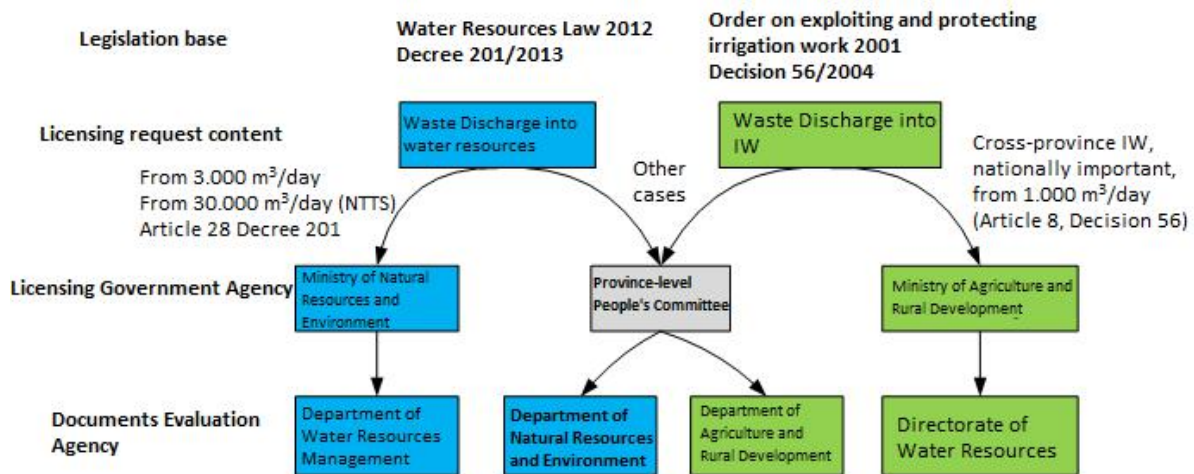 Legislation base
Water Resources Law 2012
Decree 201/2013
Order on exploiting and protecting
irrigation work 2001
Decision 56/2004
Licensing request content
Waste Discharge into
water resources
Waste Discharge into
IW
From 3.000 m³/day
From 30.000 m³/day (NTTS)
Article 28 Decree 201
Other
cases
Cross-province IW,
nationally important,
from 1.000 m³/day
(Article 8, Decision 56)
Licensing Government Agency
Ministry of Natural
Resources and
Environment
Province-level
People's Committee
Ministry of Agriculture and
Rural Development
Documents Evaluation
Agency
Department of
Water Resources
Management
Department of
Natural Resources
and Environment
Department of
Agriculture and
Rural Development
Directorate of
Water Resources